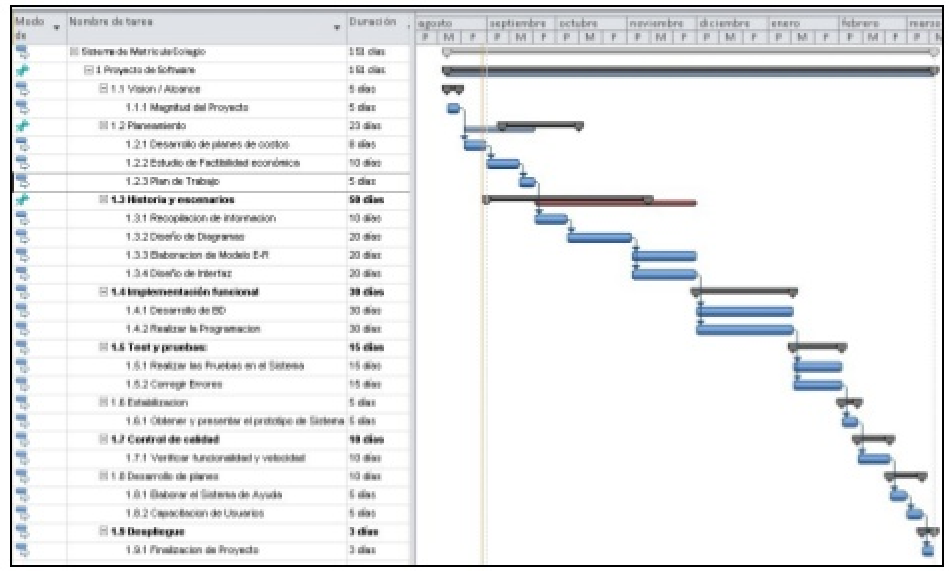 Modo de Nombre de tarea Duración agosto septiembre octubre noviembre diciembre enero febrero marzo
P M F P M F P M F P M F P M F P M F P M F P M
Sistema de Matricula Colegio 151 días
1 Proyecto de Software 151 días
1.1 Vision / Alcance 5 días
1.1.1 Magnitud del Proyecto 5 días
1.2 Planeamiento 23 días
1.2.1 Desarrollo de planes de costos 8 días
1.2.2 Estudio de Factibilidad económica 10 días
1.2.3 Plan de Trabajo 5 días
1.3 Historia y escenarios 50 días
1.3.1 Recopilacion de informacion 10 días
1.3.2 Diseño de Diagramas 20 días
1.3.3 Elaboracion de Modelo E-R 20 días
1.3.4 Diseño de Interfaz 20 días
1.4 Implementación funcional 30 días
1.4.1 Desarrollo de BD 30 días
1.4.2 Realizar la Programacion 30 días
1.5 Test y pruebas: 15 días
1.5.1 Realizar las Pruebas en el Sistema 15 días
1.5.2 Corregir Errores 15 días
1.6 Estabilizacion 5 días
1.6.1 Obtener y presentar el prototipo de Sistema 5 días
1.7 Control de calidad 10 días
1.7.1 Verificar funcionalidad y velocidad 10 días
1.8 Desarrollo de planes 10 días
1.8.1 Elaborar el Sistema de Ayuda 5 días
1.8.2 Capacitacion de Usuarios 5 días
1.9 Despliegue 3 días
1.9.1 Finalizacion de Proyecto 3 días